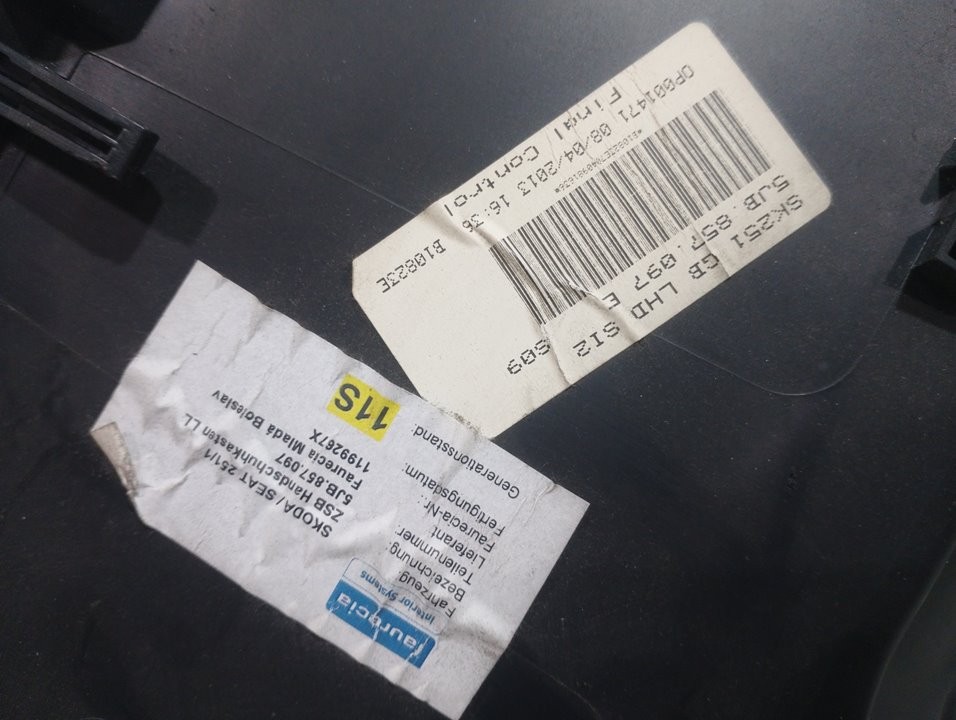 SK251 GB LHD SI2
5JB.857.097 E S09
B10823E
OP001471 08/04/2013 16:36
Final Control
faurecia
Interior Systems
Fahrzeug: SKODA / SEAT 251/1
Bezeichnung: ZSB Handschuhkasten LL
Teilenummer: 5JB.857.097
Lieferant: Faurecia Mladá Boleslav
Faurecia-Nr.: 1199267X
Fertigungsdatum:
Generationsstand: 11S